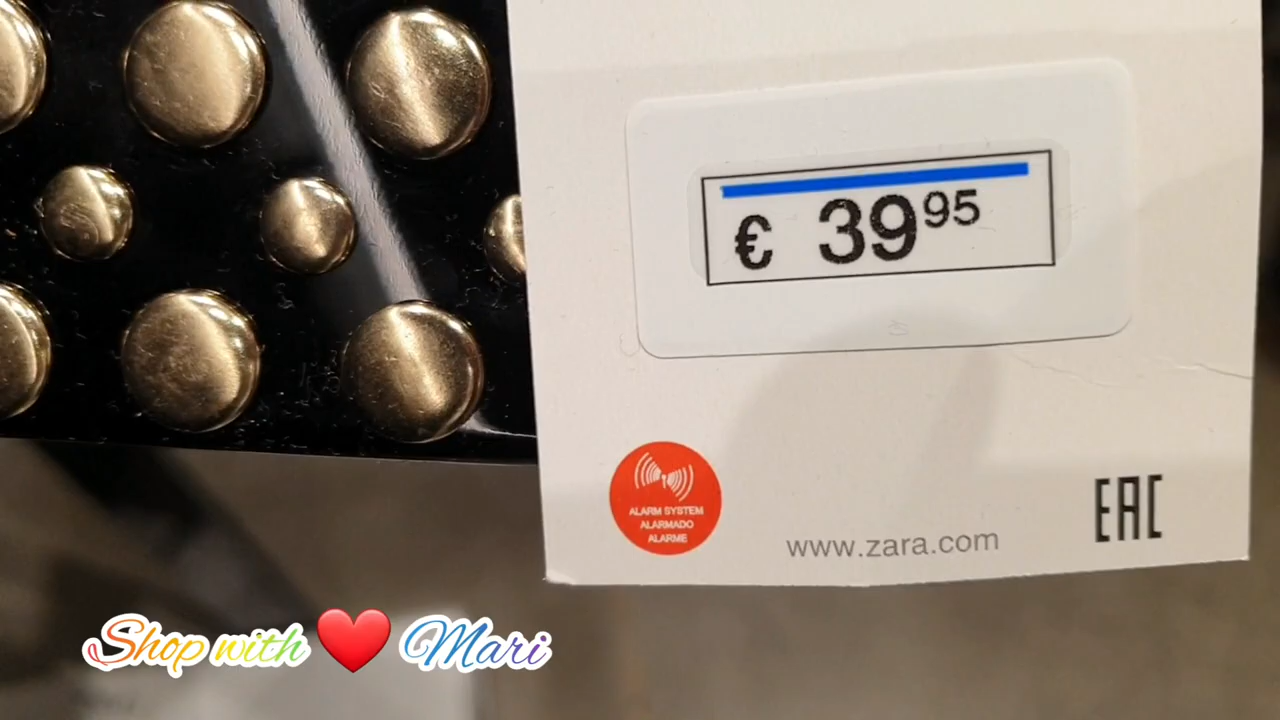 € 39⁹⁵
ALARM SYSTEM
ALARMADO
ALARME
www.zara.com
EAC
Shop with ❤️ Mari